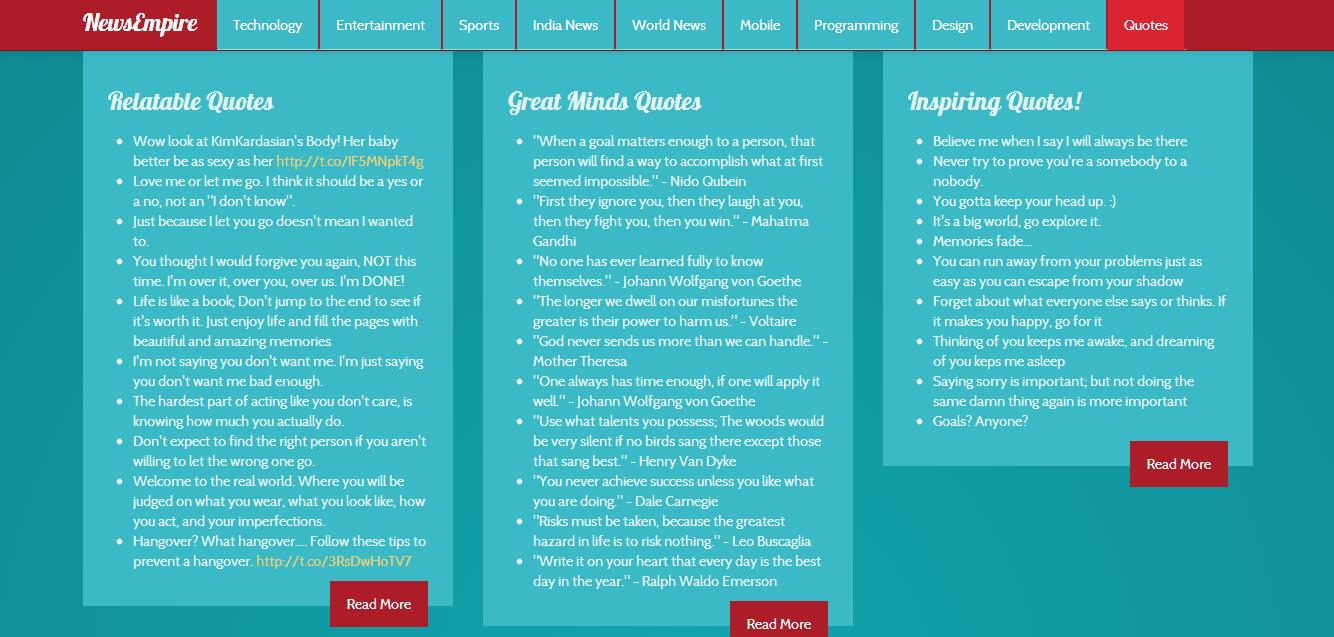 NewsEmpire
Technology
Entertainment
Sports
India News
World News
Mobile
Programming
Design
Development
Quotes
Relatable Quotes
Wow look at KimKardasian's Body! Her baby
better be as sexy as her http://t.co/IF5MNpkT4g
Love me or let me go. I think it should be a yes or
a no, not an "I don't know".
Just because I let you go doesn't mean I wanted
to.
You thought I would forgive you again, NOT this
time. I'm over it, over you, over us. I'm DONE!
Life is like a book; Don't jump to the end to see if
it's worth it. Just enjoy life and fill the pages with
beautiful and amazing memories
I'm not saying you don't want me. I'm just saying
you don't want me bad enough.
The hardest part of acting like you don't care, is
knowing how much you actually do.
Don't expect to find the right person if you aren't
willing to let the wrong one go.
Welcome to the real world. Where you will be
judged on what you wear, what you look like, how
you act, and your imperfections.
Hangover? What hangover.... Follow these tips to
prevent a hangover. http://t.co/3RsDwHoTV7
Read More
Great Minds Quotes
"When a goal matters enough to a person, that
person will find a way to accomplish what at first
seemed impossible." - Nido Qubein
"First they ignore you, then they laugh at you,
then they fight you, then you win." - Mahatma
Gandhi
"No one has ever learned fully to know
themselves." - Johann Wolfgang von Goethe
"The longer we dwell on our misfortunes the
greater is their power to harm us." - Voltaire
"God never sends us more than we can handle." -
Mother Theresa
"One always has time enough, if one will apply it
well." - Johann Wolfgang von Goethe
"Use what talents you possess; The woods would
be very silent if no birds sang there except those
that sang best." - Henry Van Dyke
"You never achieve success unless you like what
you are doing." - Dale Carnegie
"Risks must be taken, because the greatest
hazard in life is to risk nothing." - Leo Buscaglia
"Write it on your heart that every day is the best
day in the year." - Ralph Waldo Emerson
Read More
Inspiring Quotes!
Believe me when I say I will always be there
Never try to prove you're a somebody to a
nobody.
You gotta keep your head up. :)
It's a big world, go explore it.
Memories fade...
You can run away from your problems just as
easy as you can escape from your shadow
Forget about what everyone else says or thinks. If
it makes you happy, go for it
Thinking of you keeps me awake, and dreaming
of you keps me asleep
Saying sorry is important; but not doing the
same damn thing again is more important
Goals? Anyone?
Read More